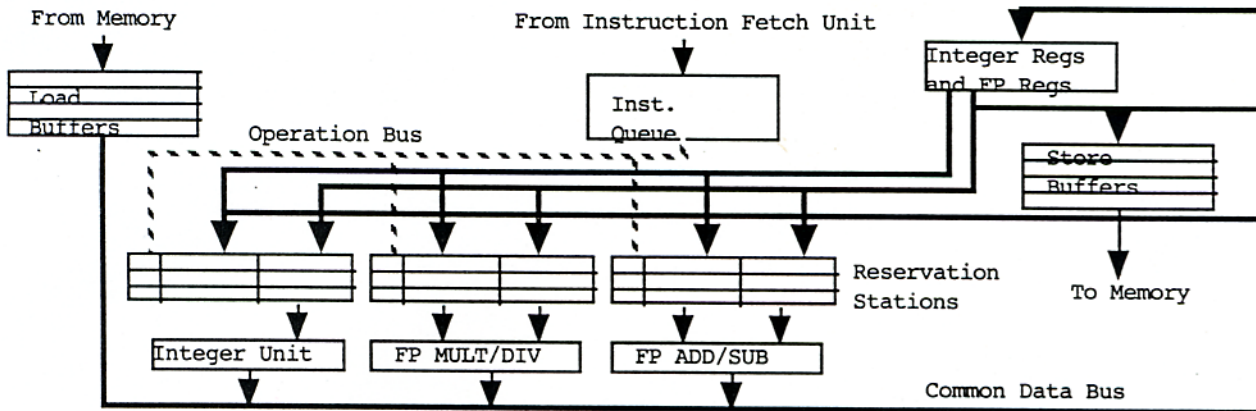 From Memory
From Instruction Fetch Unit
Integer Regs
and FP Regs
Load
Buffers
Inst.
Queue
Operation Bus
Store
Buffers
Reservation
Stations
To Memory
Integer Unit
FP MULT/DIV
FP ADD/SUB
Common Data Bus